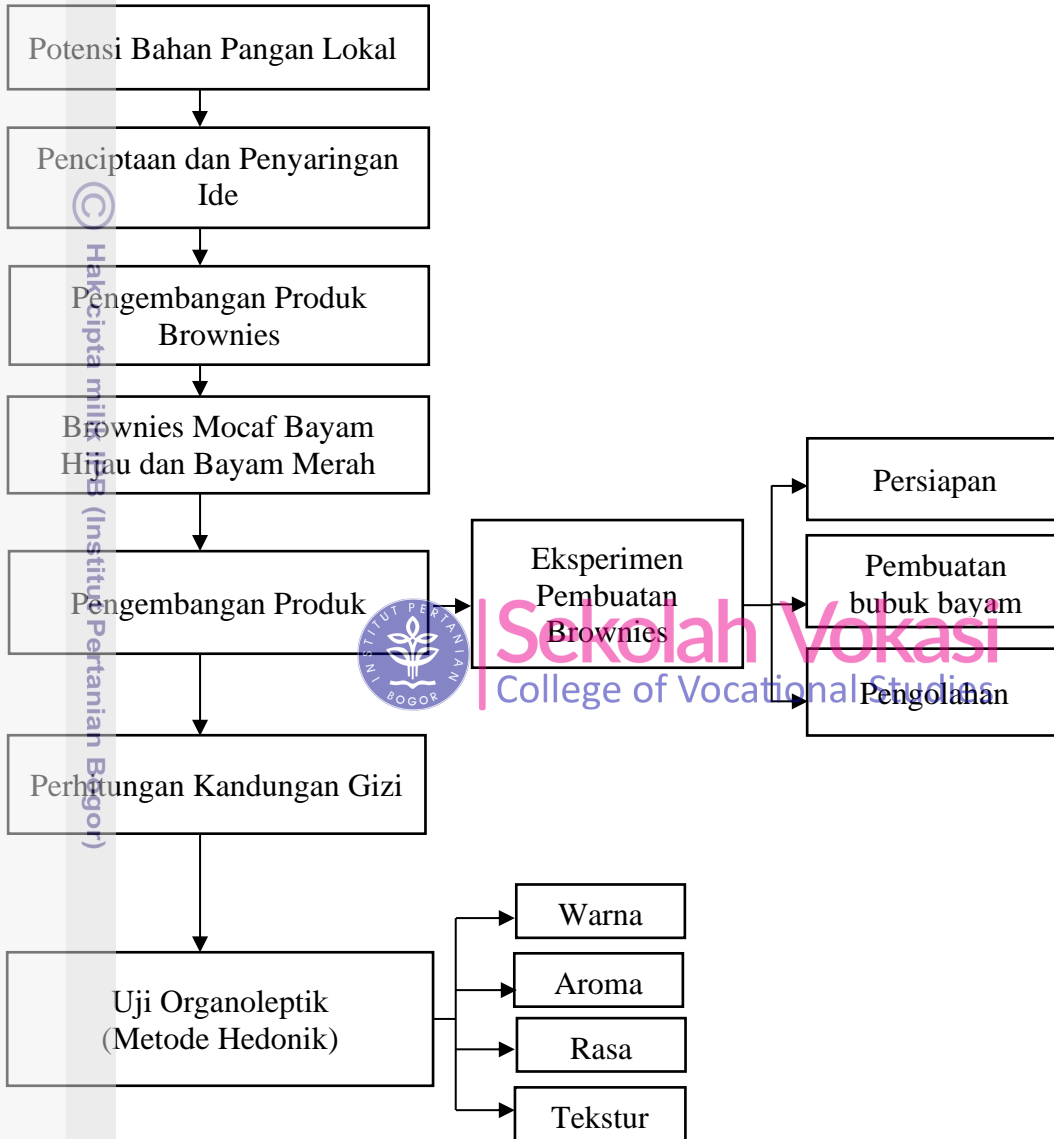 Potensi Bahan Pangan Lokal
Penciptaan dan Penyaringan
Ide
Pengembangan Produk
Brownies
Brownies Mocaf Bayam
Hijau dan Bayam Merah
Pengembangan Produk
Eksperimen
Pembuatan
Brownies
Persiapan
Pembuatan
bubuk bayam
Pengolahan
Perhitungan Kandungan Gizi
Uji Organoleptik
(Metode Hedonik)
Warna
Aroma
Rasa
Tekstur
© Hak cipta milik IPB (Institut Pertanian Bogor)
INSTITUT PERTANIAN
BOGOR
Sekolah Vokasi
College of Vocational Studies